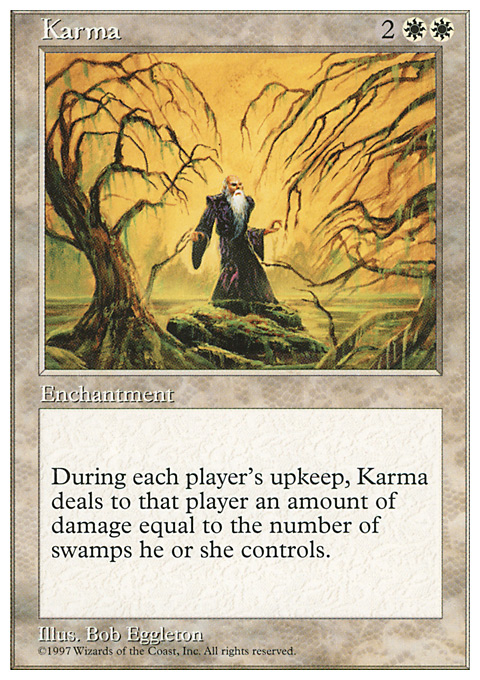 Karma 2
Enchantment
During each player's upkeep, Karma
deals to that player an amount of
damage equal to the number of
swamps he or she controls.
Illus. Bob Eggleton
©1997 Wizards of the Coast, Inc. All rights reserved.